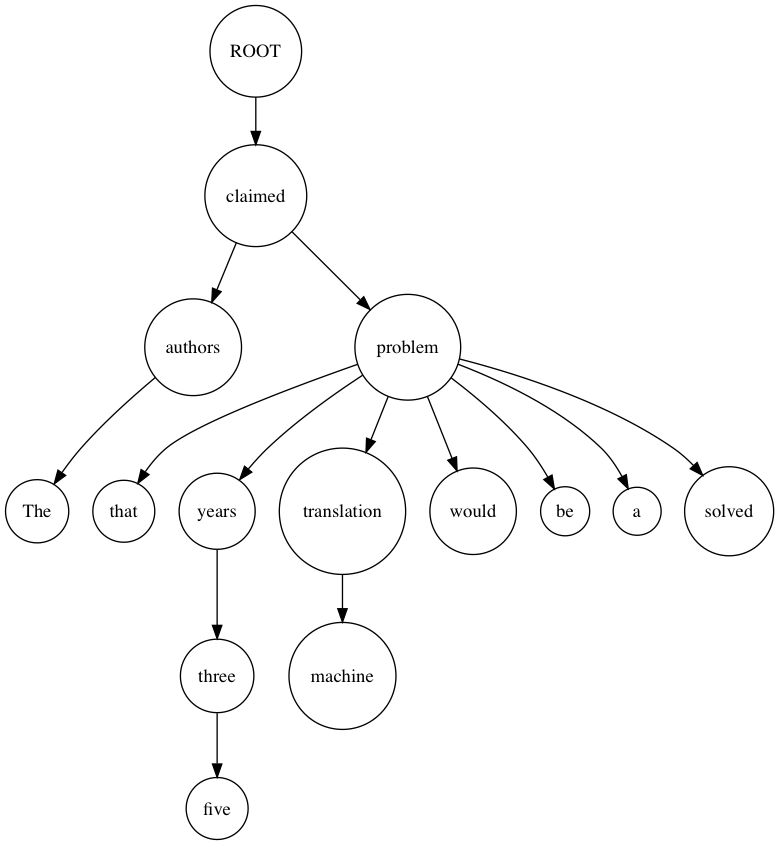 ROOT
claimed
authors
problem
The
that
years
translation
would
be
a
solved
three
machine
five